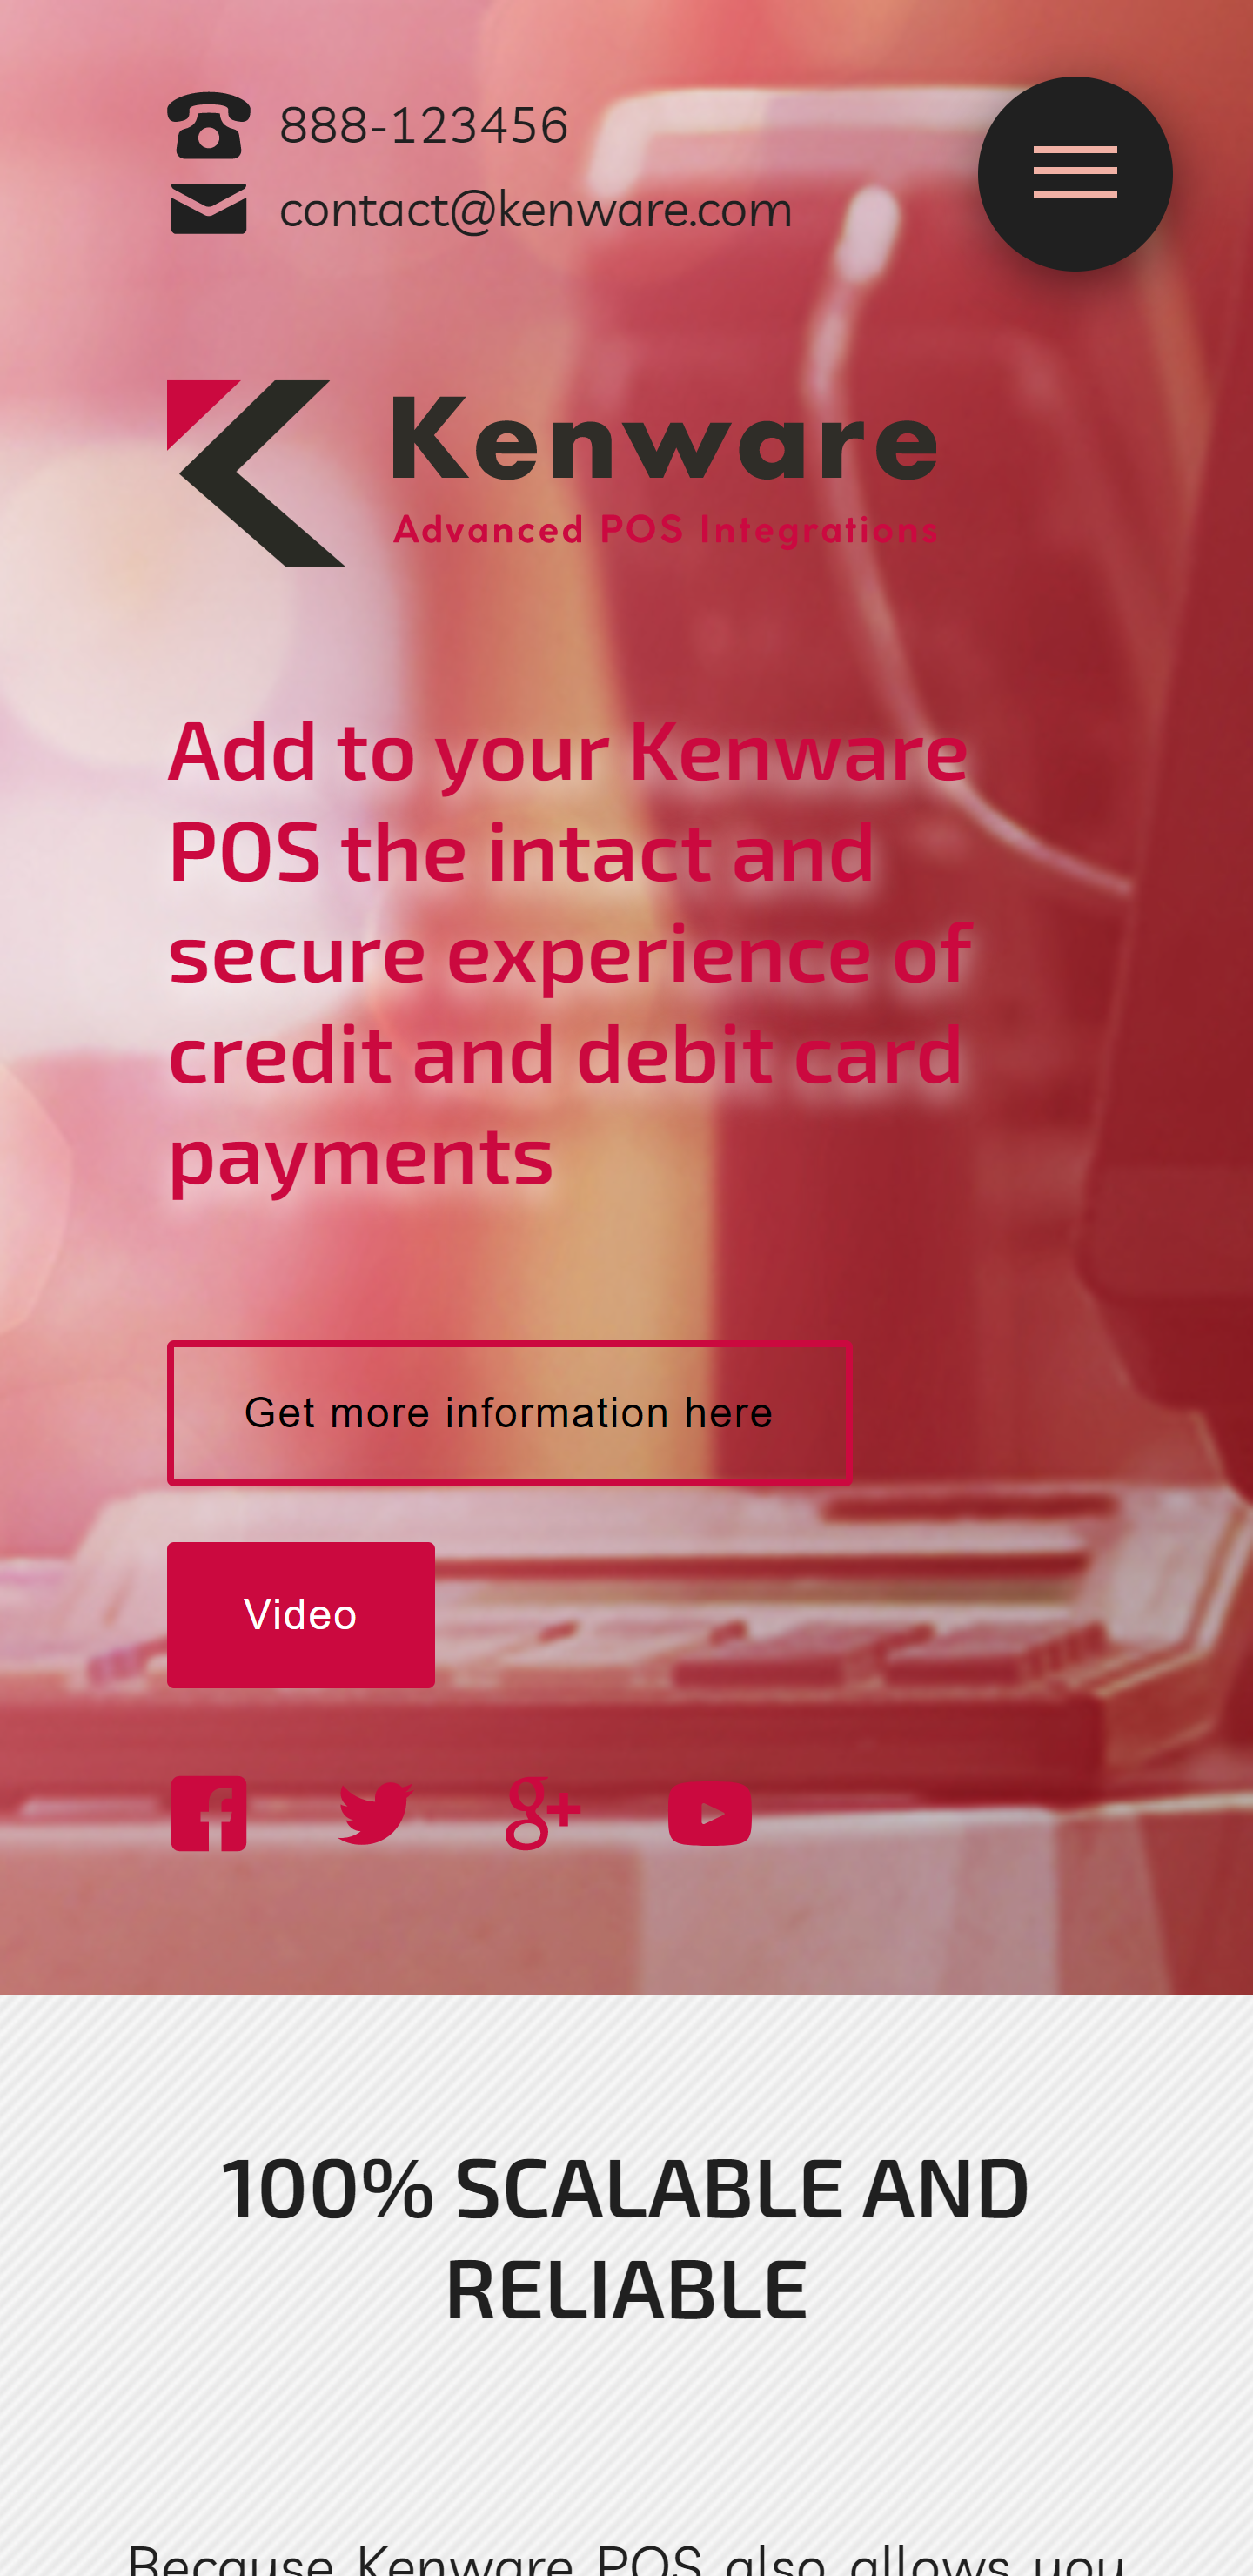 888-123456
contact@kenware.com
Kenware
Advanced POS Integrations
Add to your Kenware
POS the intact and
secure experience of
credit and debit card
payments
Get more information here
Video
100% SCALABLE AND
RELIABLE
Because Kenware POS also allows you